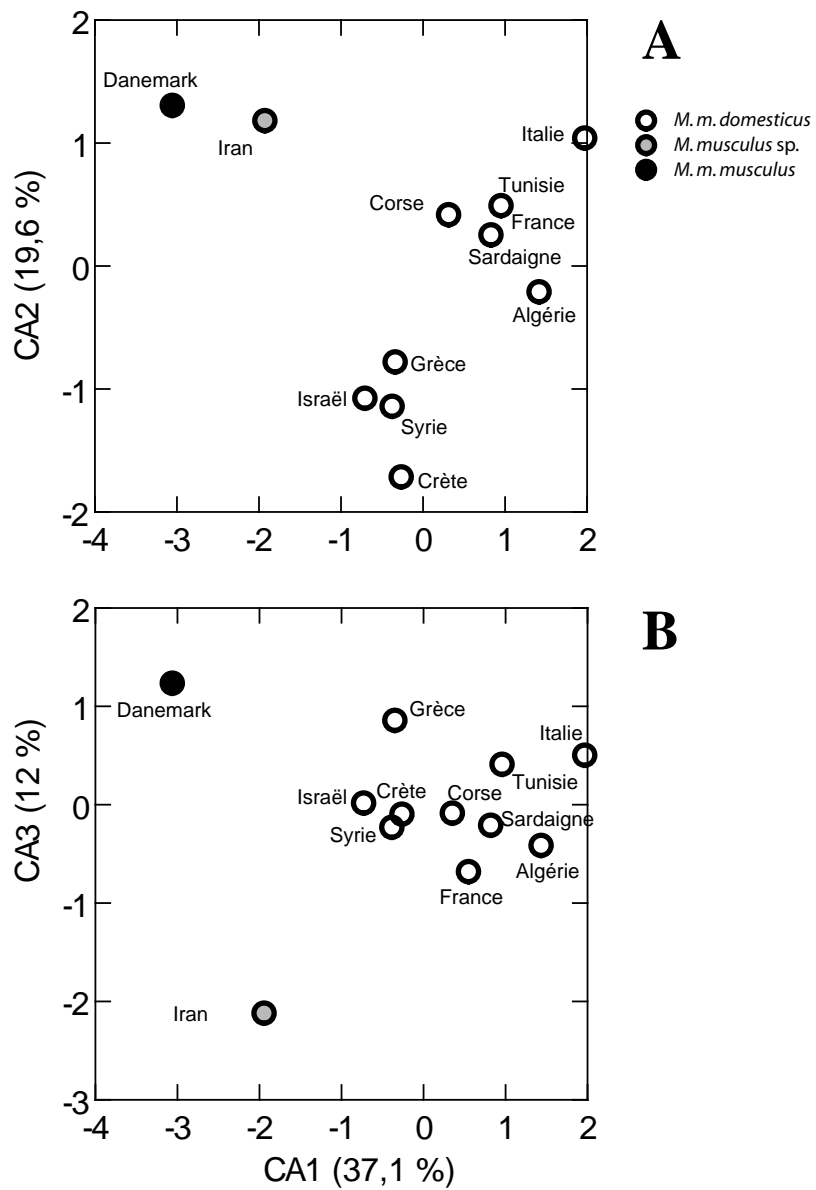 A
M. m. domesticus
M. musculus sp.
M. m. musculus
2
1
0
-1
-2
CA2 (19,6 %)
Danemark
Iran
Italie
Tunisie
Corse
France
Sardaigne
Algérie
Grèce
Israël
Syrie
Crète
-4 -3 -2 -1 0 1 2
B
2
1
0
-1
-2
-3
CA3 (12 %)
Danemark
Grèce
Italie
Tunisie
Israël
Crète
Corse
Sardaigne
Syrie
Algérie
France
Iran
-4 -3 -2 -1 0 1 2
CA1 (37,1 %)